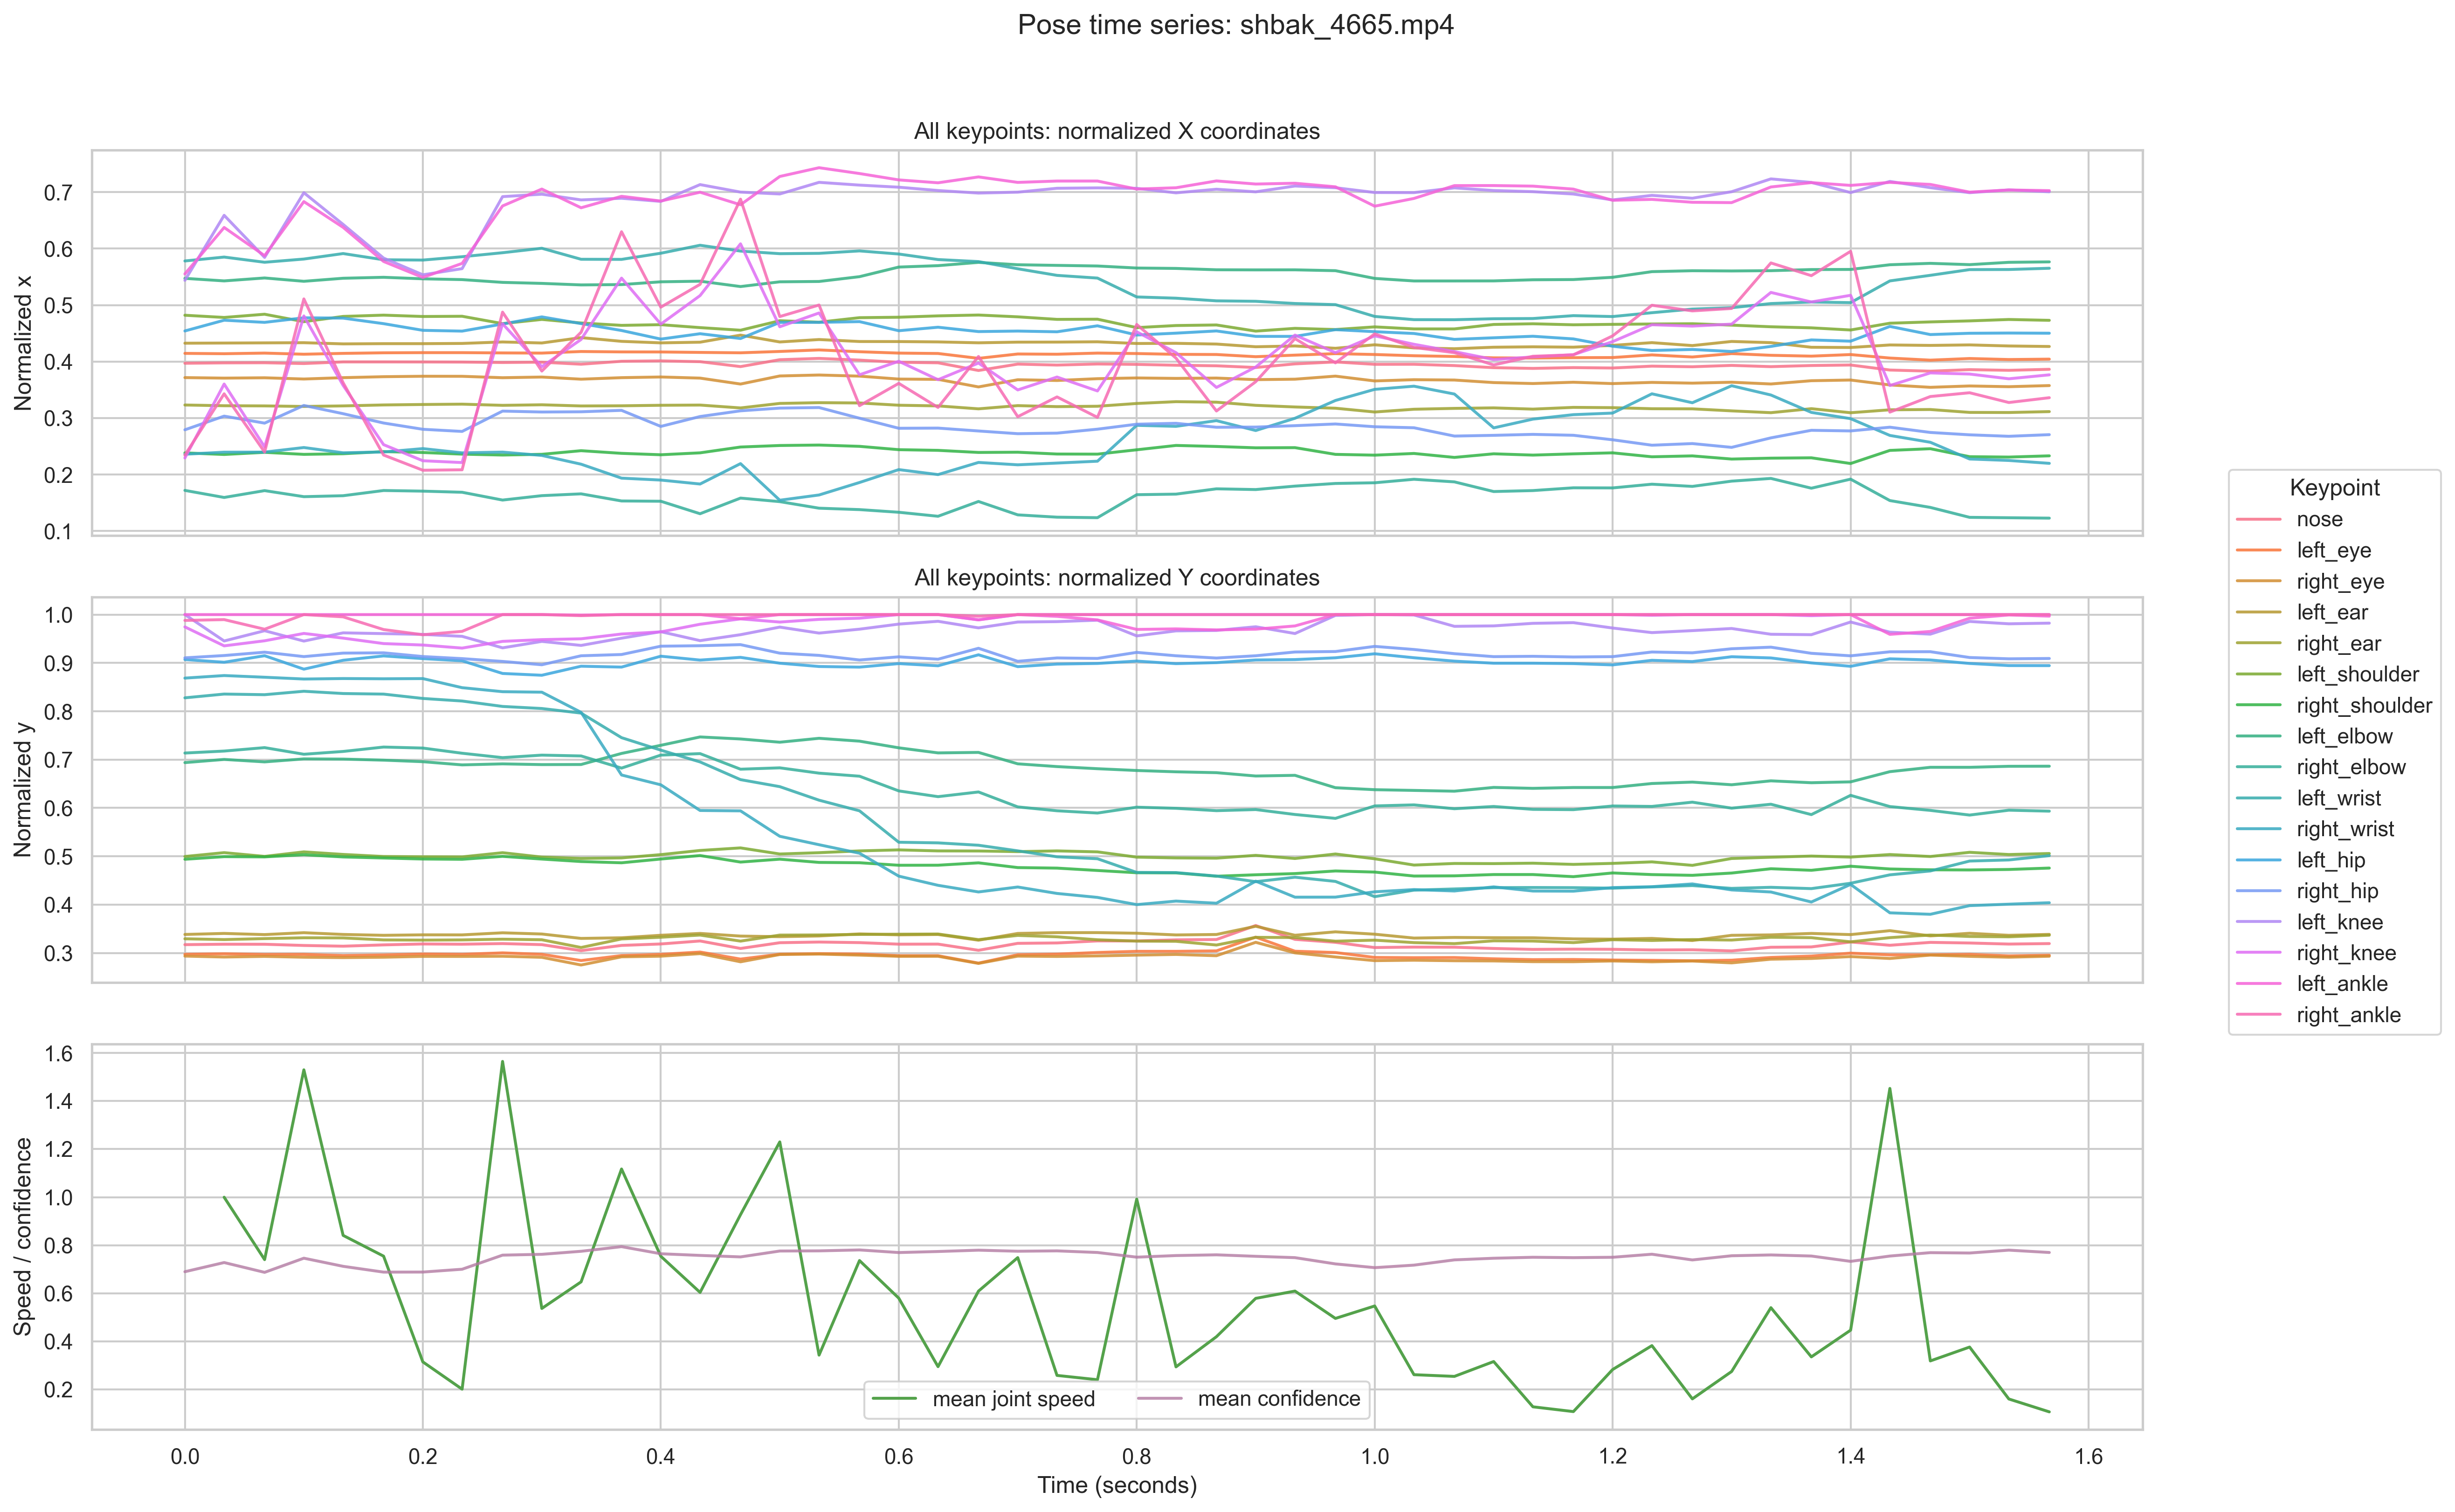 Pose time series: shbak_4665.mp4
All keypoints: normalized X coordinates
Normalized x
0.7
0.6
0.5
0.4
0.3
0.2
0.1
All keypoints: normalized Y coordinates
Normalized y
1.0
0.9
0.8
0.7
0.6
0.5
0.4
0.3
Keypoint
nose
left_eye
right_eye
left_ear
right_ear
left_shoulder
right_shoulder
left_elbow
right_elbow
left_wrist
right_wrist
left_hip
right_hip
left_knee
right_knee
left_ankle
right_ankle
Speed / confidence
1.6
1.4
1.2
1.0
0.8
0.6
0.4
0.2
mean joint speed mean confidence
0.0 0.2 0.4 0.6 0.8 1.0 1.2 1.4 1.6
Time (seconds)